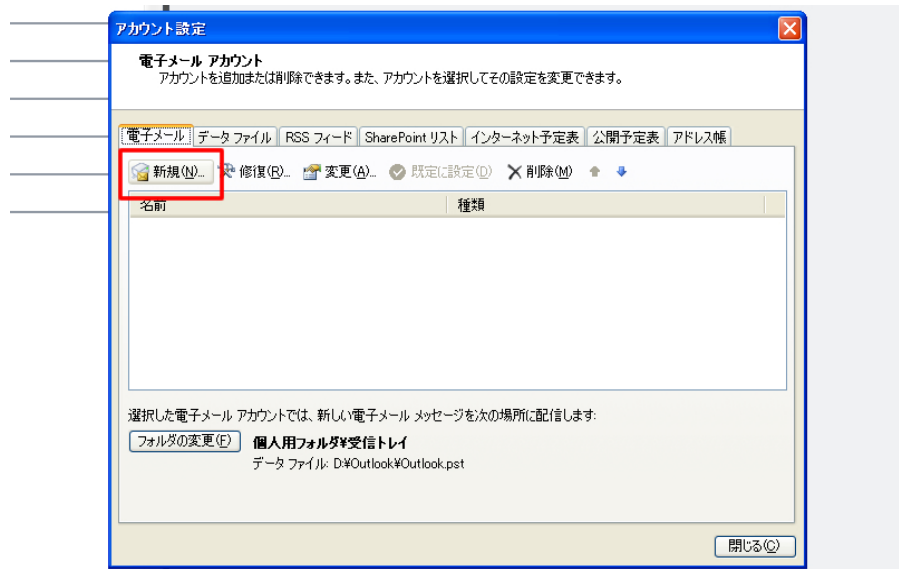 アカウント設定
電子メール アカウント
アカウントを追加または削除できます。また、アカウントを選択してその設定を変更できます。
電子メール データ ファイル RSS フィード SharePoint リスト インターネット予定表 公開予定表 アドレス帳
新規(N)... 修復(R)... 変更(A)... 既定に設定(D) 削除(M)
名前 種類
選択した電子メール アカウントでは、新しい電子メール メッセージを次の場所に配信します:
フォルダの変更(F) 個人用フォルダ¥受信トレイ
データ ファイル: D:¥Outlook¥Outlook.pst
閉じる(C)